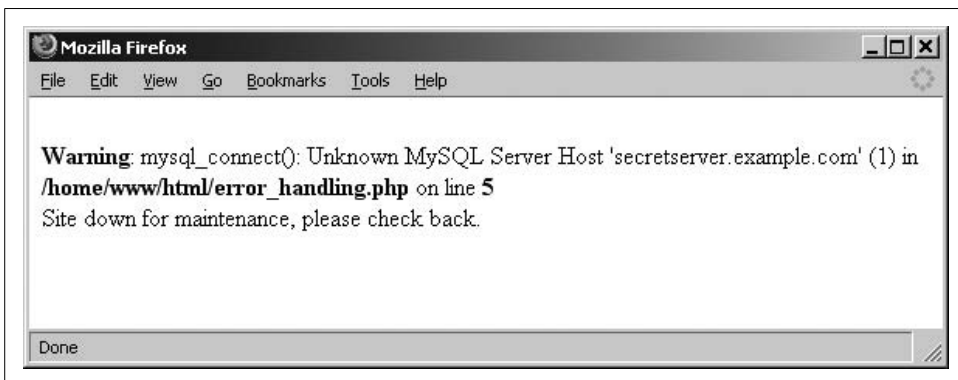 Mozilla Firefox
File Edit View Go Bookmarks Tools Help
Warning: mysql_connect(): Unknown MySQL Server Host 'secretserver.example.com' (1) in
/home/www/html/error_handling.php on line 5
Site down for maintenance, please check back.
Done